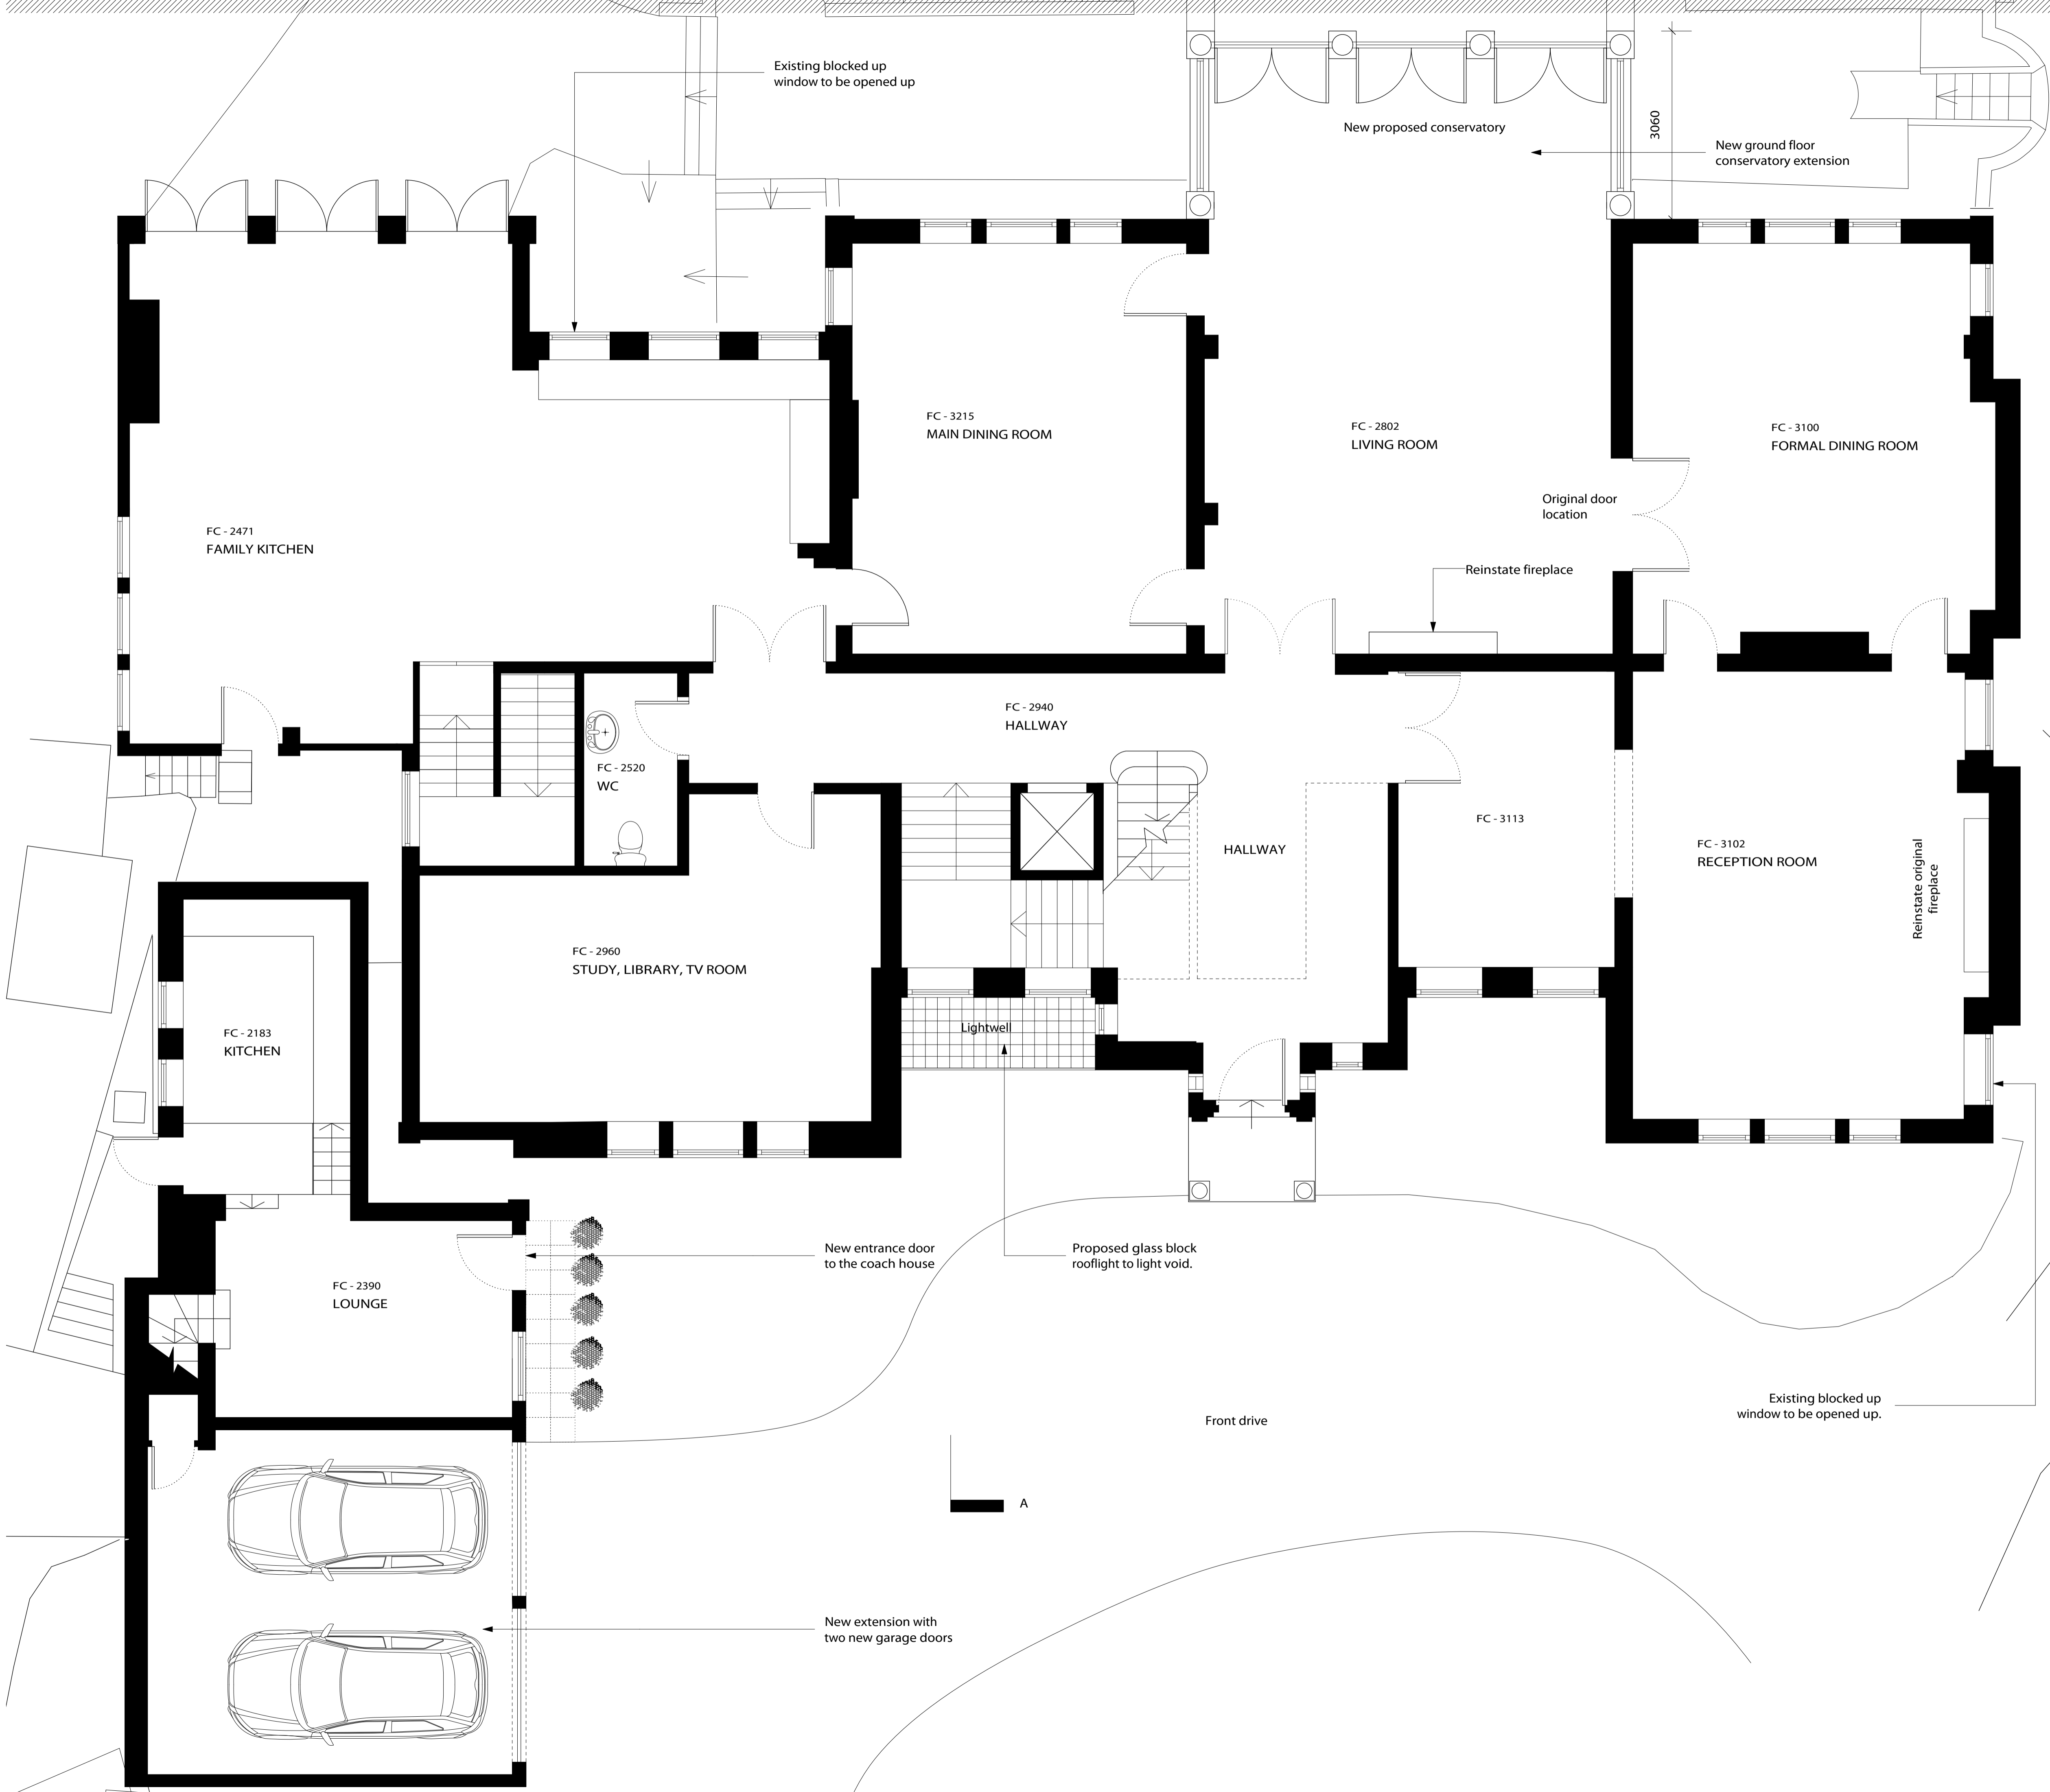 Existing blocked up
window to be opened up
New proposed conservatory
3060
New ground floor
conservatory extension
FC - 3215
MAIN DINING ROOM
FC - 2802
LIVING ROOM
FC - 3100
FORMAL DINING ROOM
Original door
location
FC - 2471
FAMILY KITCHEN
Reinstate fireplace
FC - 2940
HALLWAY
FC - 2520
WC
FC - 3113
HALLWAY
FC - 3102
RECEPTION ROOM
Reinstate original
fireplace
FC - 2960
STUDY, LIBRARY, TV ROOM
FC - 2183
KITCHEN
Lightwell
New entrance door
to the coach house
Proposed glass block
rooflight to light void.
FC - 2390
LOUNGE
Existing blocked up
window to be opened up.
Front drive
A
New extension with
two new garage doors